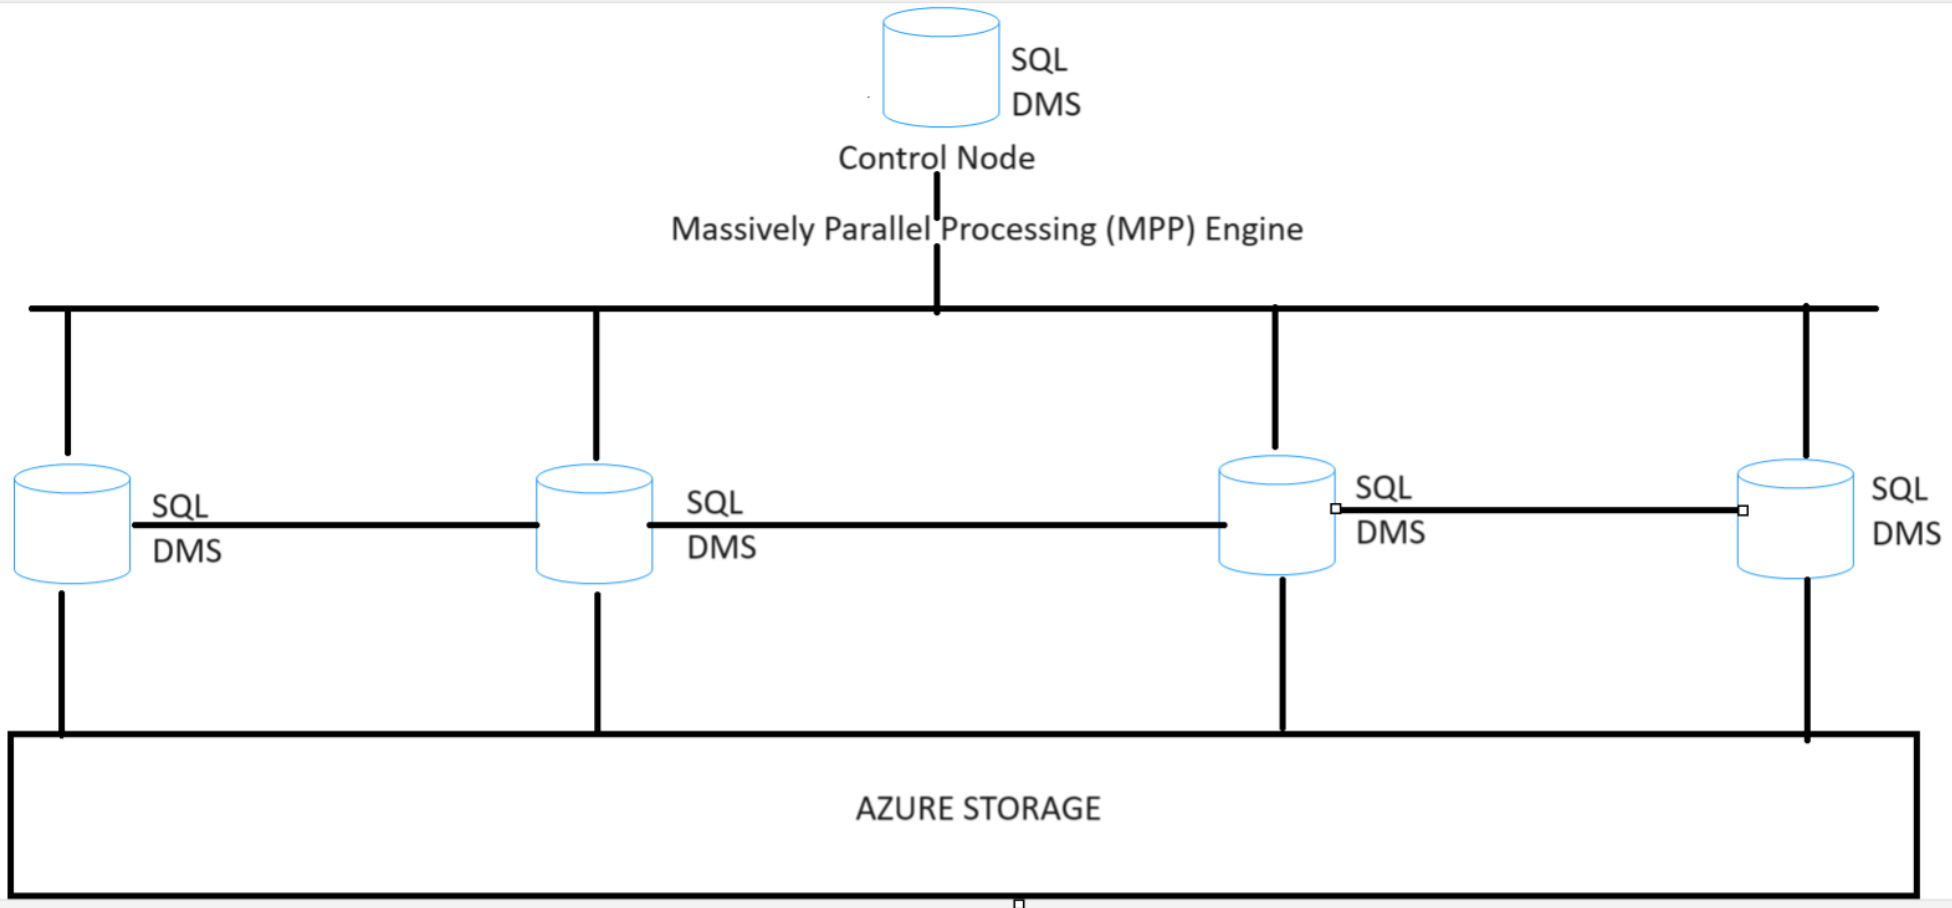 SQL
DMS
Control Node
Massively Parallel Processing (MPP) Engine
SQL
DMS
SQL
DMS
SQL
DMS
SQL
DMS
AZURE STORAGE